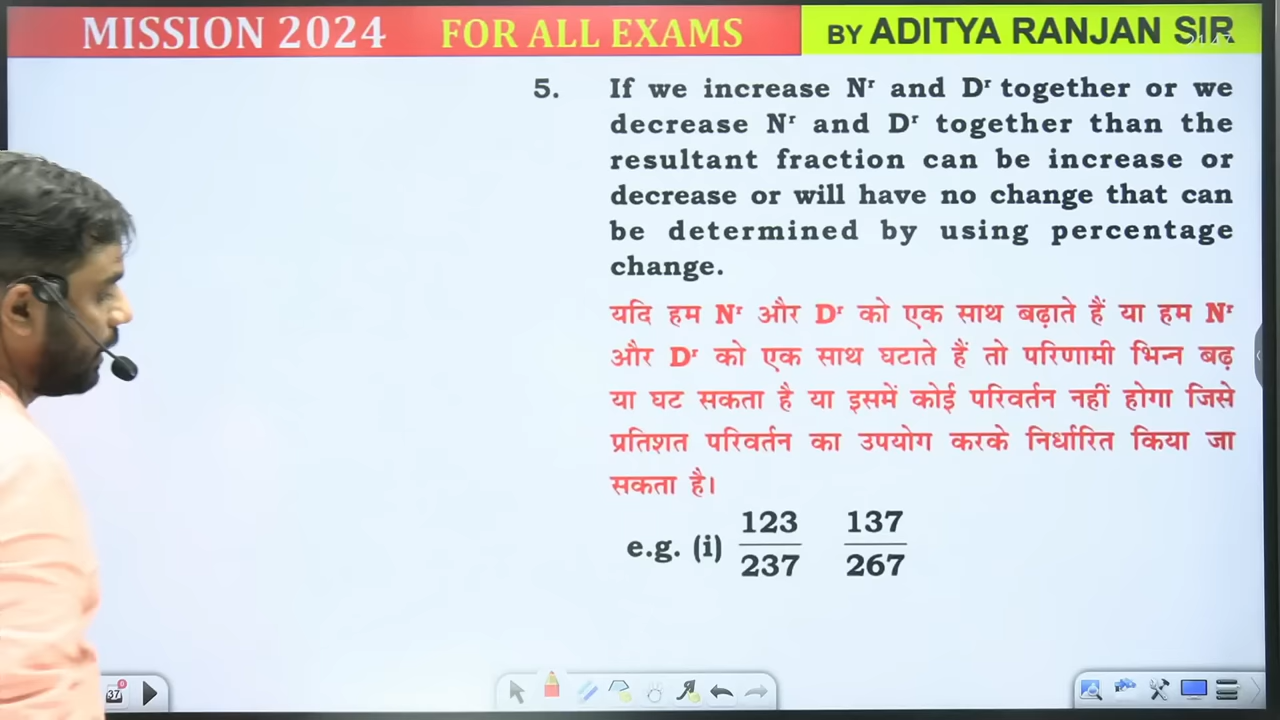 MISSION 2024 FOR ALL EXAMS BY ADITYA RANJAN SIR
5. If we increase Nʳ and Dʳ together or we
decrease Nʳ and Dʳ together than the
resultant fraction can be increase or
decrease or will have no change that can
be determined by using percentage
change.
यदि हम Nʳ और Dʳ को एक साथ बढ़ाते हैं या हम Nʳ
और Dʳ को एक साथ घटाते हैं तो परिणामी भिन्न बढ़
या घट सकता है या इसमें कोई परिवर्तन नहीं होगा जिसे
प्रतिशत परिवर्तन का उपयोग करके निर्धारित किया जा
सकता है।
e.g. (i) 123/237 137/267
37